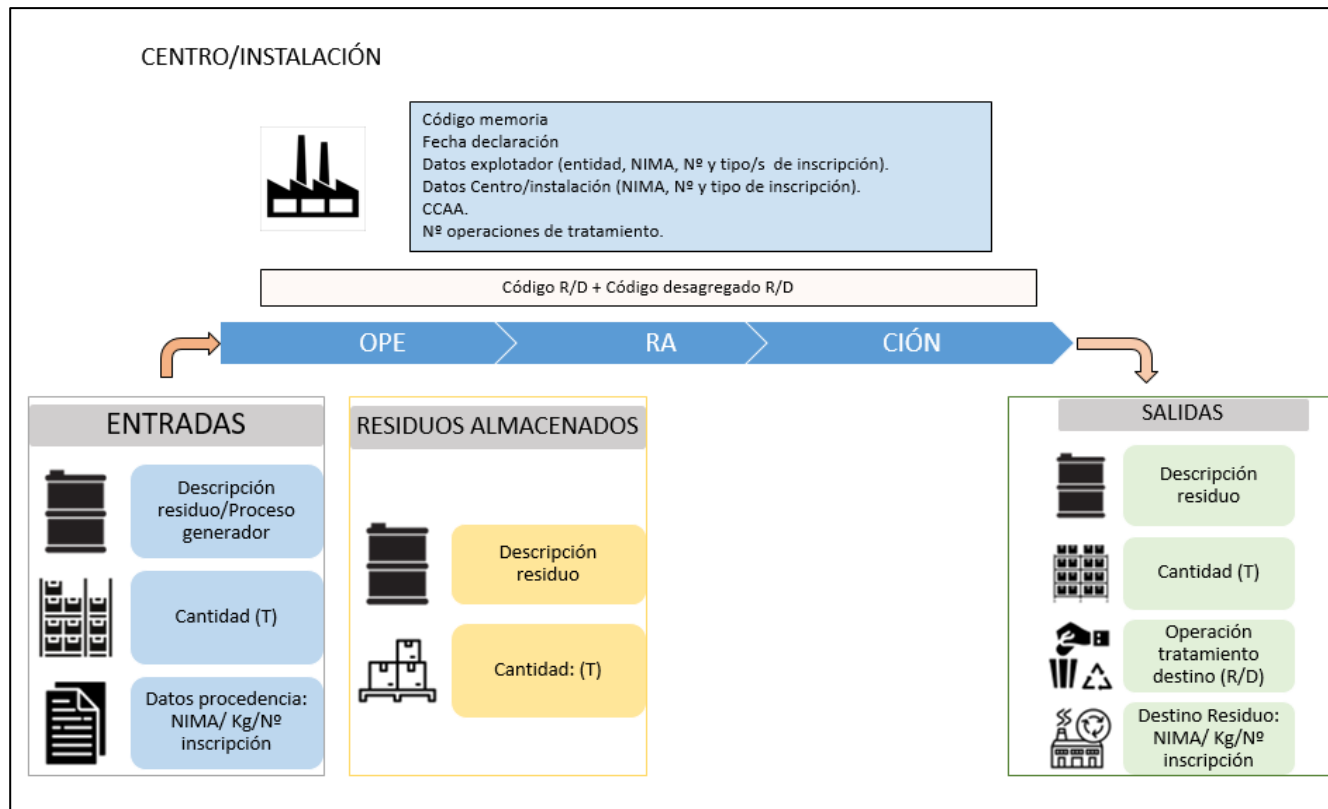 CENTRO/INSTALACIÓN
Código memoria
Fecha declaración
Datos explotador (entidad, NIMA, Nº y tipo/s de inscripción).
Datos Centro/instalación (NIMA, Nº y tipo de inscripción).
CCAA.
Nº operaciones de tratamiento.
Código R/D + Código desagregado R/D
OPE
RA
CIÓN
ENTRADAS
Descripción
residuo/Proceso
generador
Cantidad (T)
Datos procedencia:
NIMA/ Kg/Nº
inscripción
RESIDUOS ALMACENADOS
Descripción
residuo
Cantidad: (T)
SALIDAS
Descripción
residuo
Cantidad (T)
Operación
tratamiento
destino (R/D)
Destino Residuo:
NIMA/ Kg/Nº
inscripción